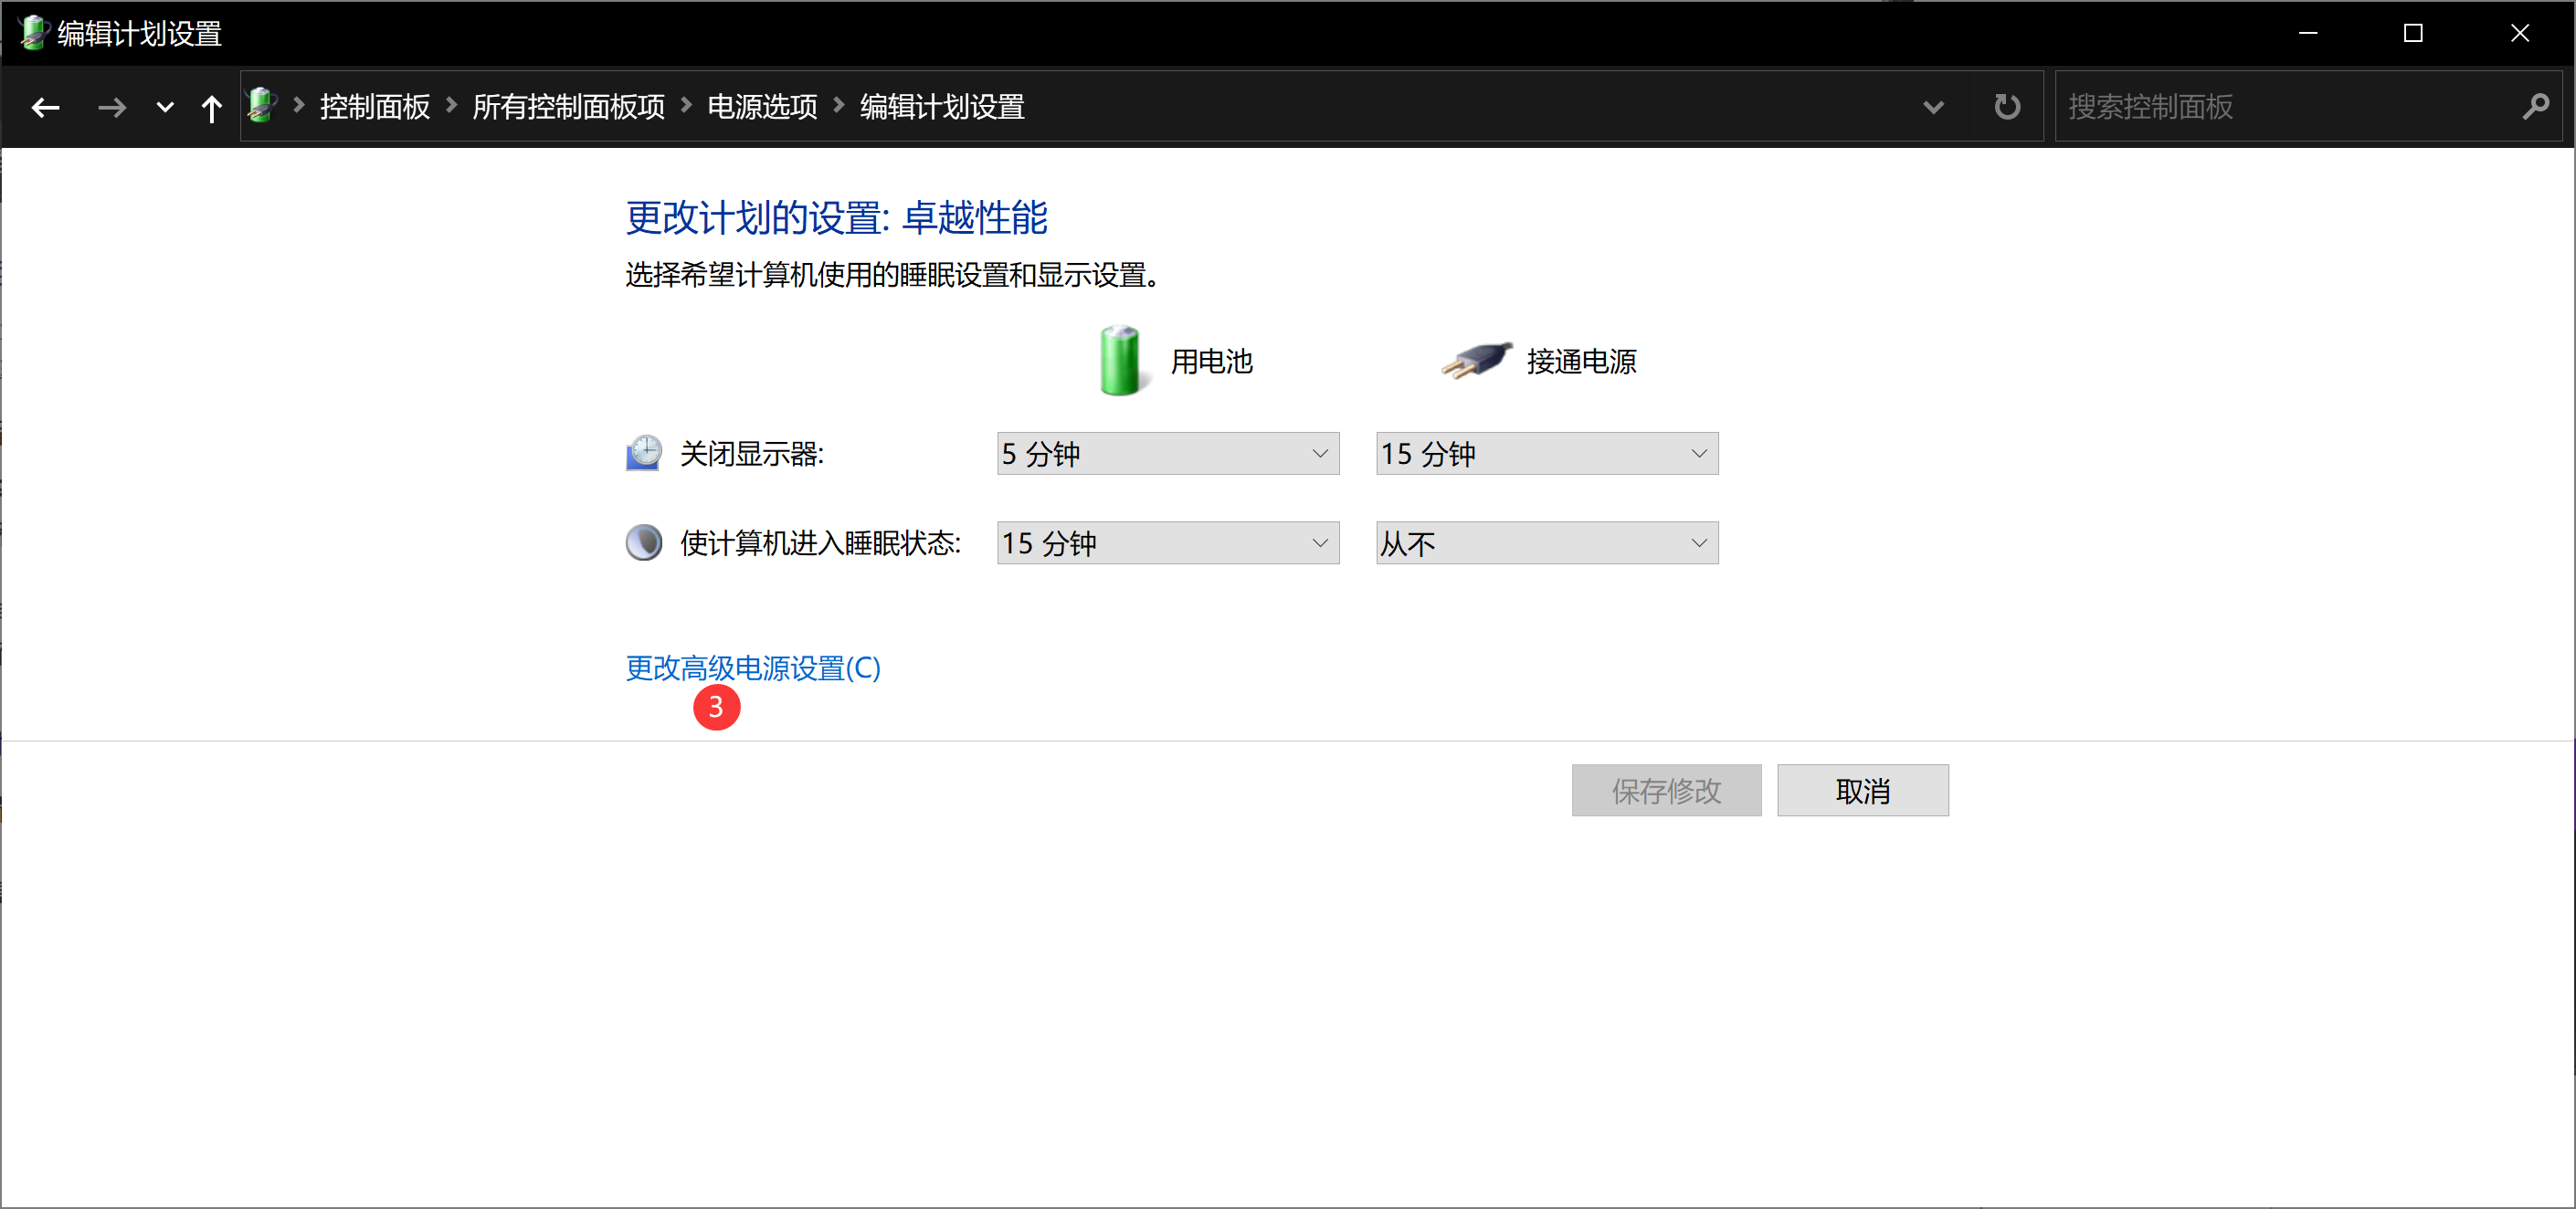 编辑计划设置
控制面板 所有控制面板项 电源选项 编辑计划设置
搜索控制面板
更改计划的设置: 卓越性能
选择希望计算机使用的睡眠设置和显示设置。
用电池 接通电源
关闭显示器: 5 分钟 15 分钟
使计算机进入睡眠状态: 15 分钟 从不
更改高级电源设置(C)
3
保存修改 取消